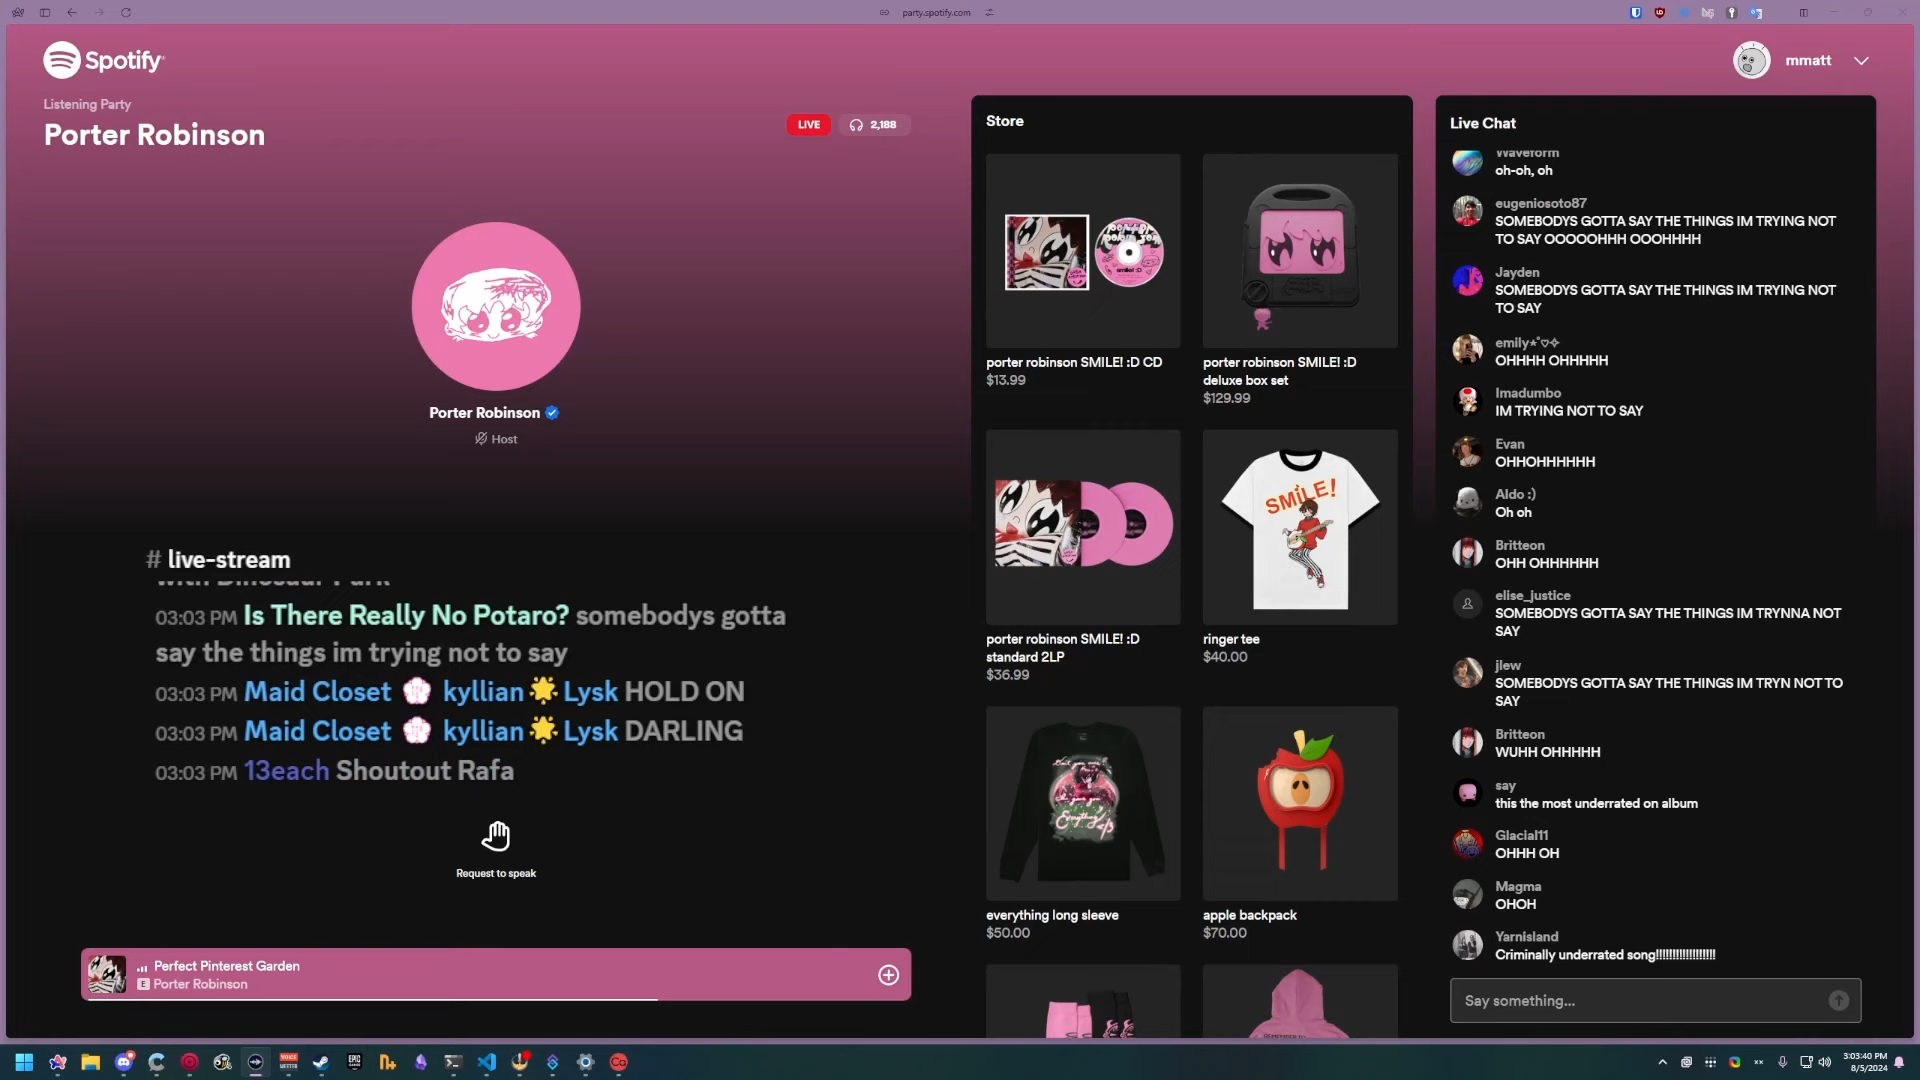 party.spotify.com
Spotify
mmatt
Listening Party
Porter Robinson
LIVE
2,188
Porter Robinson
Host
# live-stream
with Dinosaur Park
03:03 PM Is There Really No Potaro? somebodys gotta
say the things im trying not to say
03:03 PM Maid Closet 🌸 kyllian🌟Lysk HOLD ON
03:03 PM Maid Closet 🌸 kyllian🌟Lysk DARLING
03:03 PM 13each Shoutout Rafa
Request to speak
Perfect Pinterest Garden
E Porter Robinson
Store
porter robinson SMILE! :D CD
$13.99
porter robinson SMILE! :D
deluxe box set
$129.99
porter robinson SMILE! :D
standard 2LP
$36.99
SMiLE!
ringer tee
$40.00
everything long sleeve
$50.00
apple backpack
$70.00
Live Chat
Waveform
oh-oh, oh
eugeniosoto87
SOMEBODYS GOTTA SAY THE THINGS IM TRYING NOT
TO SAY OOOOOHHH OOOHHHH
Jayden
SOMEBODYS GOTTA SAY THE THINGS IM TRYING NOT
TO SAY
emily⋆˚♡✧
OHHHH OHHHHH
Imadumbo
IM TRYING NOT TO SAY
Evan
OHHOHHHHHH
Aldo :)
Oh oh
Britteon
OHH OHHHHHH
elise_justice
SOMEBODYS GOTTA SAY THE THINGS IM TRYNNA NOT
SAY
jlew
SOMEBODYS GOTTA SAY THE THINGS IM TRYN NOT TO
SAY
Britteon
WUHH OHHHHH
say
this the most underrated on album
Glacial11
OHHH OH
Magma
OHOH
Yarnisland
Criminally underrated song!!!!!!!!!!!!!!!!!!
Say something...
3:03:40 PM
8/5/2024